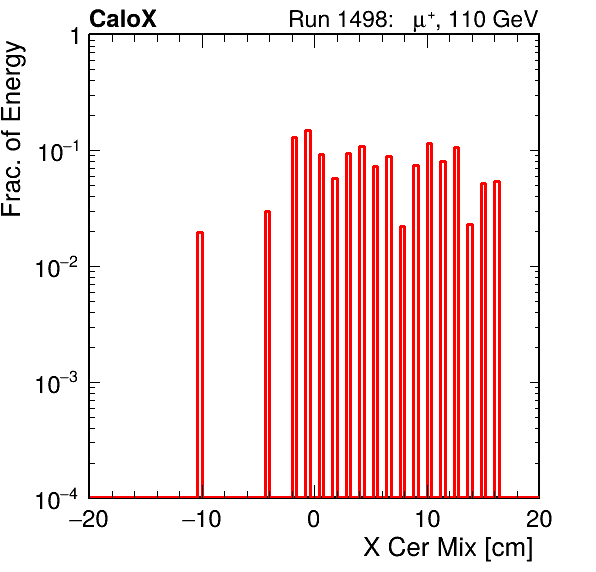 CaloX Run 1498: μ⁺, 110 GeV
Frac. of Energy
1
10⁻¹
10⁻²
10⁻³
10⁻⁴
−20 −10 0 10 20
X Cer Mix [cm]